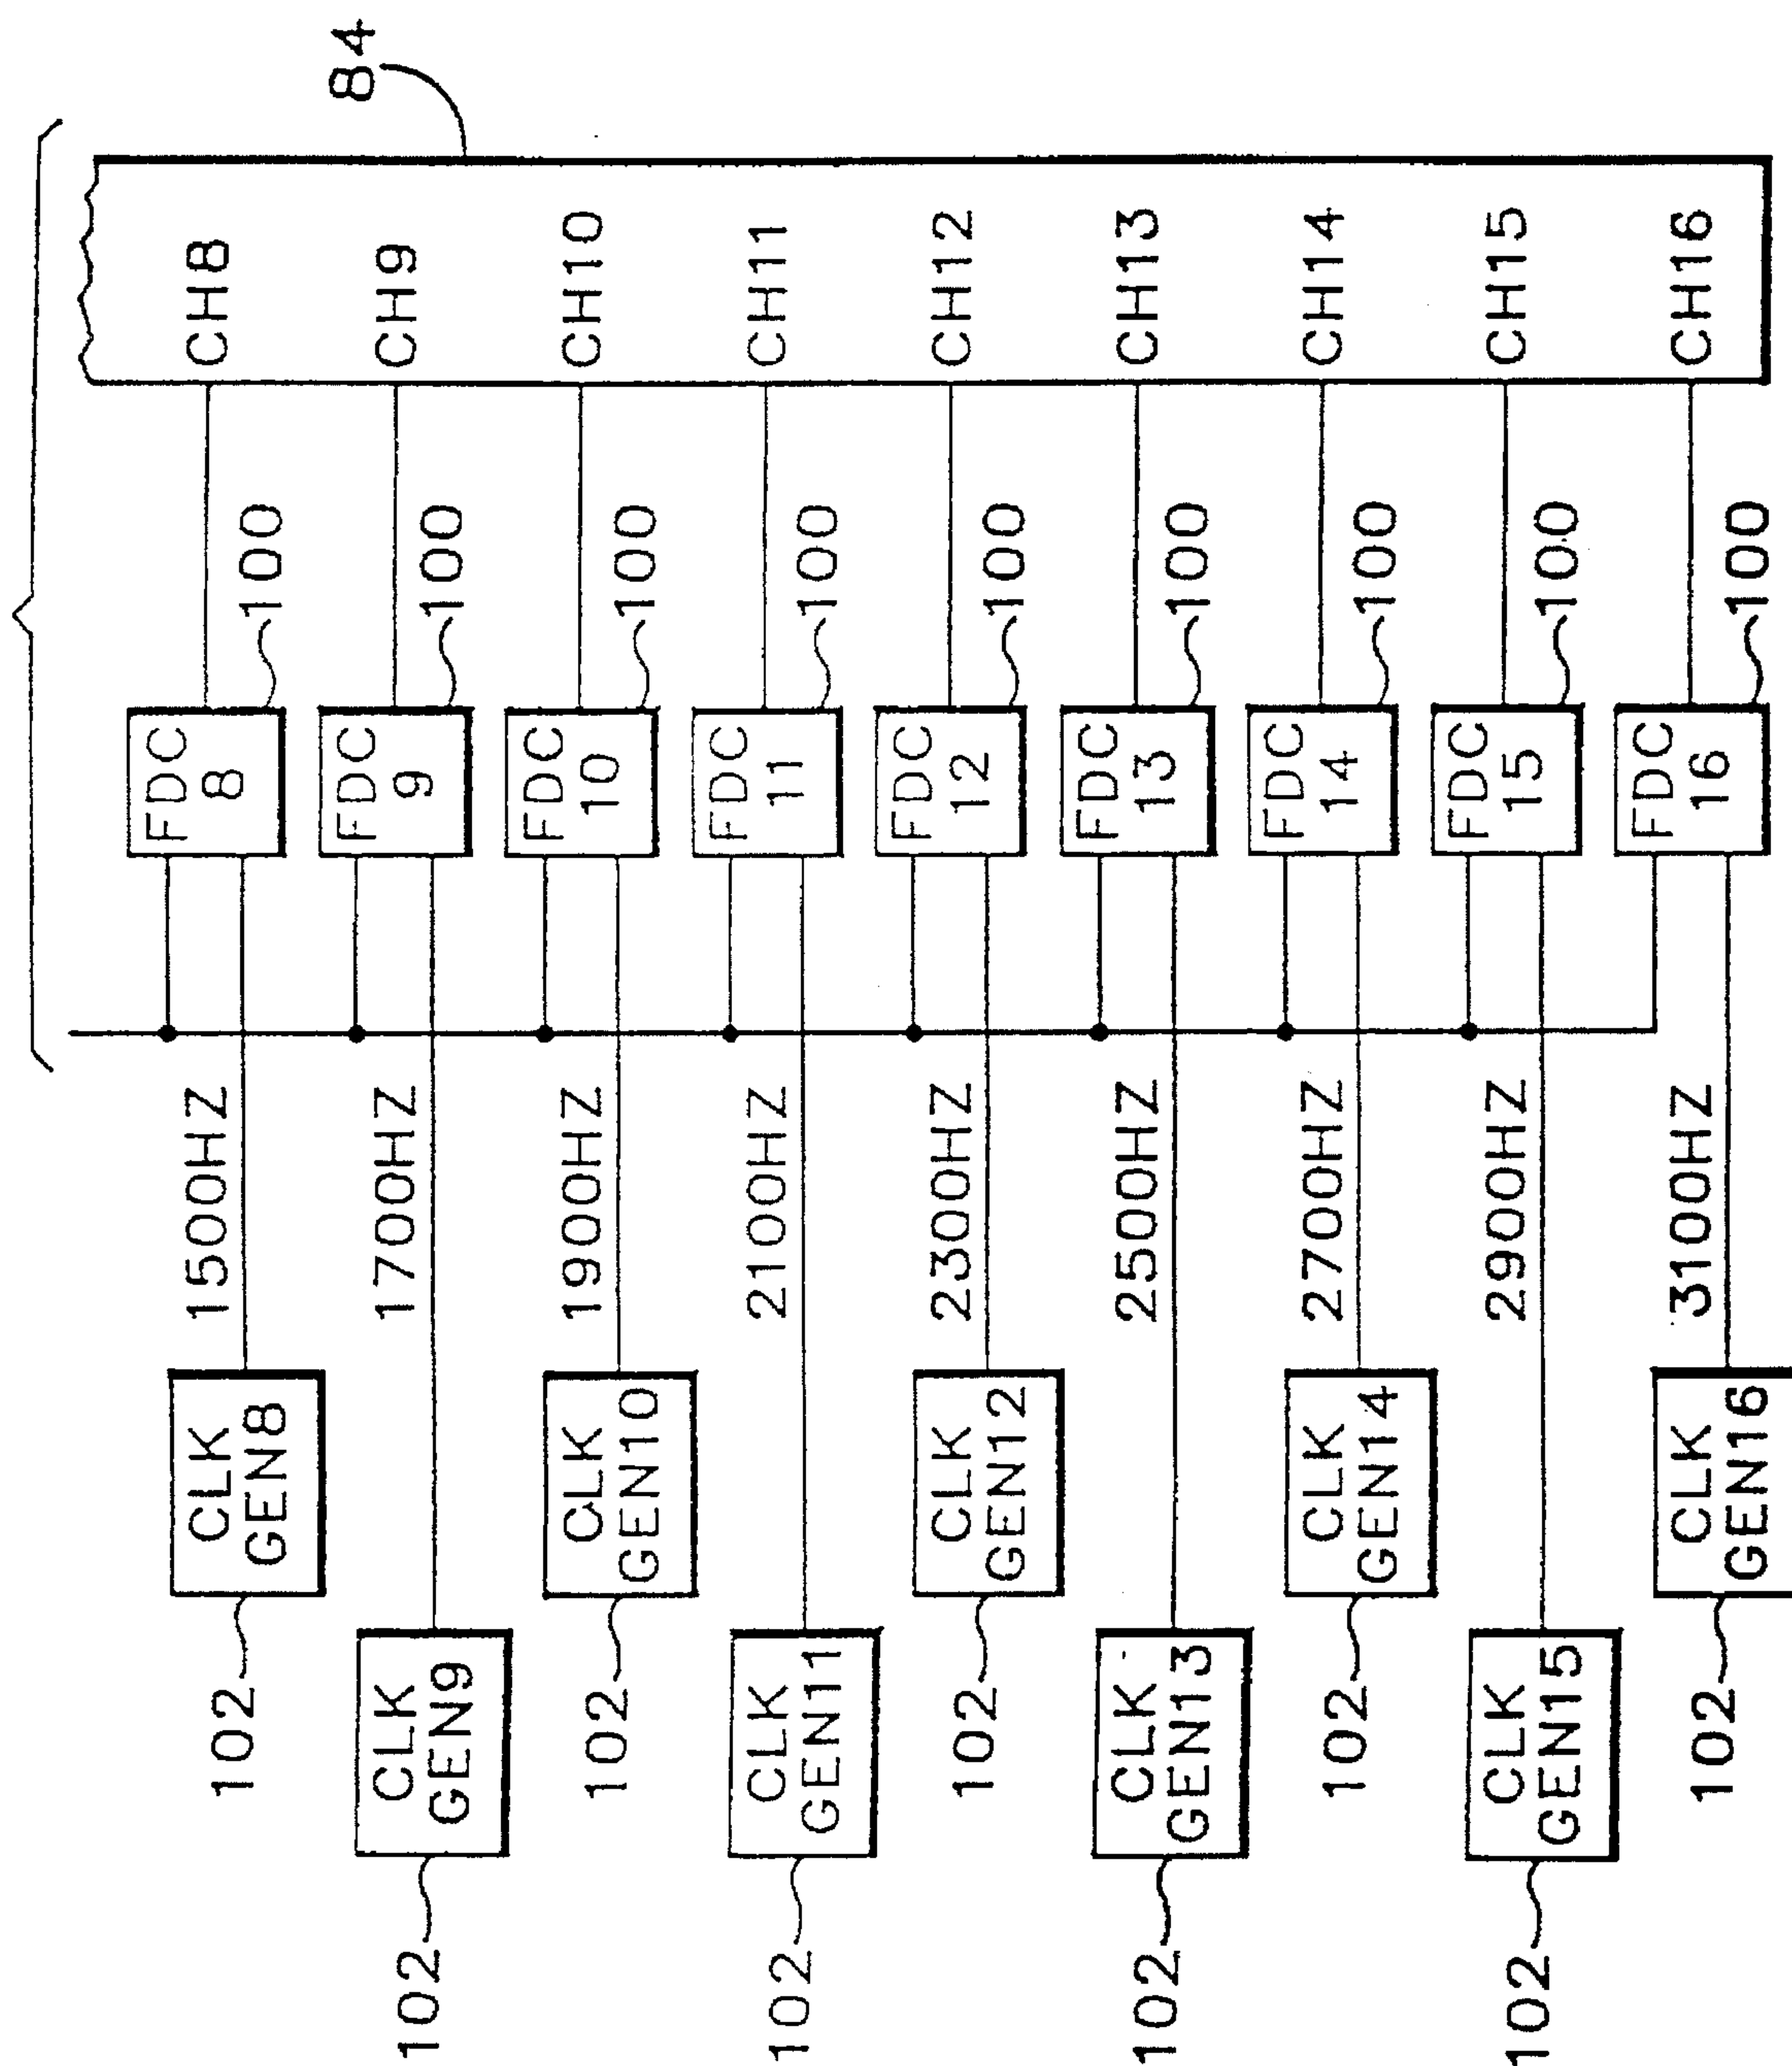 84
CH8
CH9
CH10
CH11
CH12
CH13
CH14
CH15
CH16
100
100
100
100
100
100
100
100
100
FDC
8
FDC
9
FDC
10
FDC
11
FDC
12
FDC
13
FDC
14
FDC
15
FDC
16
1500HZ
1700HZ
1900HZ
2100HZ
2300HZ
2500HZ
2700HZ
2900HZ
3100HZ
CLK
GEN8
CLK
GEN9
CLK
GEN10
CLK
GEN11
CLK
GEN12
CLK
GEN13
CLK
GEN14
CLK
GEN15
CLK
GEN16
102
102
102
102
102
102
102
102
102